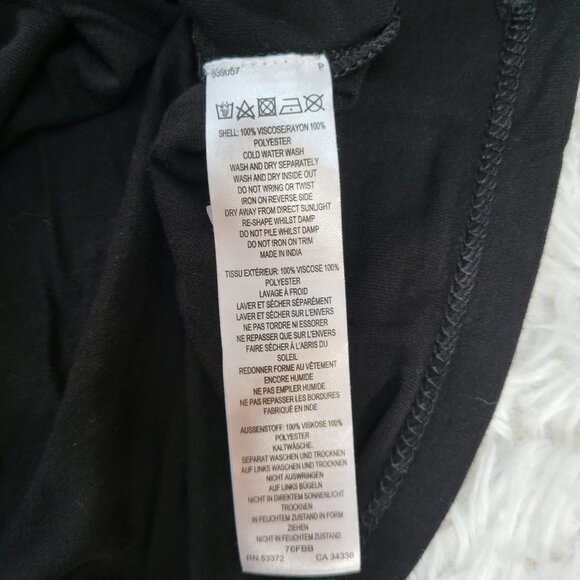 899057 P
SHELL: 100% VISCOSE/RAYON 100%
POLYESTER
COLD WATER WASH
WASH AND DRY SEPARATELY
WASH AND DRY INSIDE OUT
DO NOT WRING OR TWIST
IRON ON REVERSE SIDE
DRY AWAY FROM DIRECT SUNLIGHT
RE-SHAPE WHILST DAMP
DO NOT PILE WHILST DAMP
DO NOT IRON ON TRIM
MADE IN INDIA
TISSU EXTÉRIEUR: 100% VISCOSE 100%
POLYESTER
LAVAGE À FROID
LAVER ET SÉCHER SÉPARÉMENT
LAVER ET SÉCHER SUR L'ENVERS
NE PAS TORDRE NI ESSORER
NE REPASSER QUE SUR L'ENVERS
FAIRE SÉCHER À L'ABRIS DU
SOLEIL
REDONNER FORME AU VÊTEMENT
ENCORE HUMIDE
NE PAS EMPILER HUMIDE
NE PAS REPASSER LES BORDURES
FABRIQUÉ EN INDE
AUSSENSTOFF: 100% VISKOSE 100%
POLYESTER
KALTWÄSCHE.
SEPARAT WASCHEN UND TROCKNEN
AUF LINKS WASCHEN UND TROCKNEN
NICHT AUSWRINGEN
AUF LINKS BÜGELN
NICHT IN DIREKTEM SONNENLICHT
TROCKNEN
IN FEUCHTEM ZUSTAND IN FORM
ZIEHEN
NICHT IN FEUCHTEM ZUSTAND
76FBB
RN 53372 CA 34338